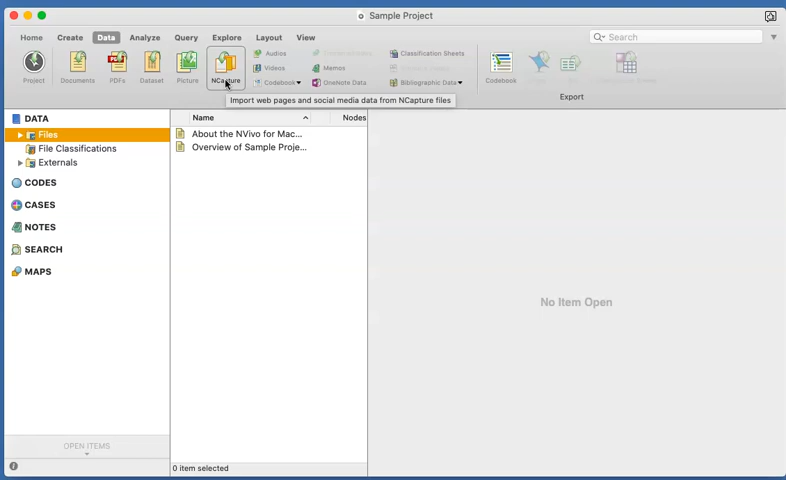 Sample Project
Home Create Data Analyze Query Explore Layout View
Search
Project
Documents
PDFs
Dataset
Picture
NCapture
Audios
Videos
Codebook
Memos
OneNote Data
Classification Sheets
Bibliographic Data
Codebook
Export
Import web pages and social media data from NCapture files
DATA
Files
File Classifications
Externals
CODES
CASES
NOTES
SEARCH
MAPS
OPEN ITEMS
Name Nodes
About the NVivo for Mac...
Overview of Sample Proje...
0 item selected
No Item Open